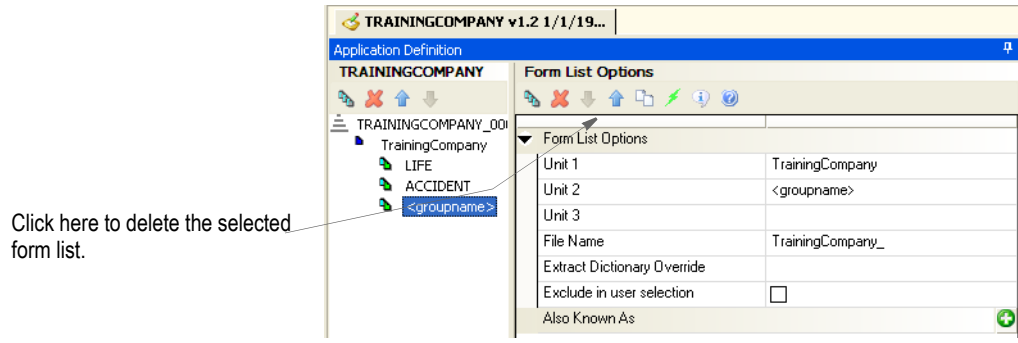 TRAININGCOMPANY v1.2 1/1/19...
Application Definition
TRAININGCOMPANY
Form List Options
TRAININGCOMPANY_00
TrainingCompany
LIFE
ACCIDENT
<groupname>
Form List Options
Unit 1 TrainingCompany
Unit 2 <groupname>
Unit 3
File Name TrainingCompany_
Extract Dictionary Override
Exclude in user selection
Also Known As
Click here to delete the selected
form list.